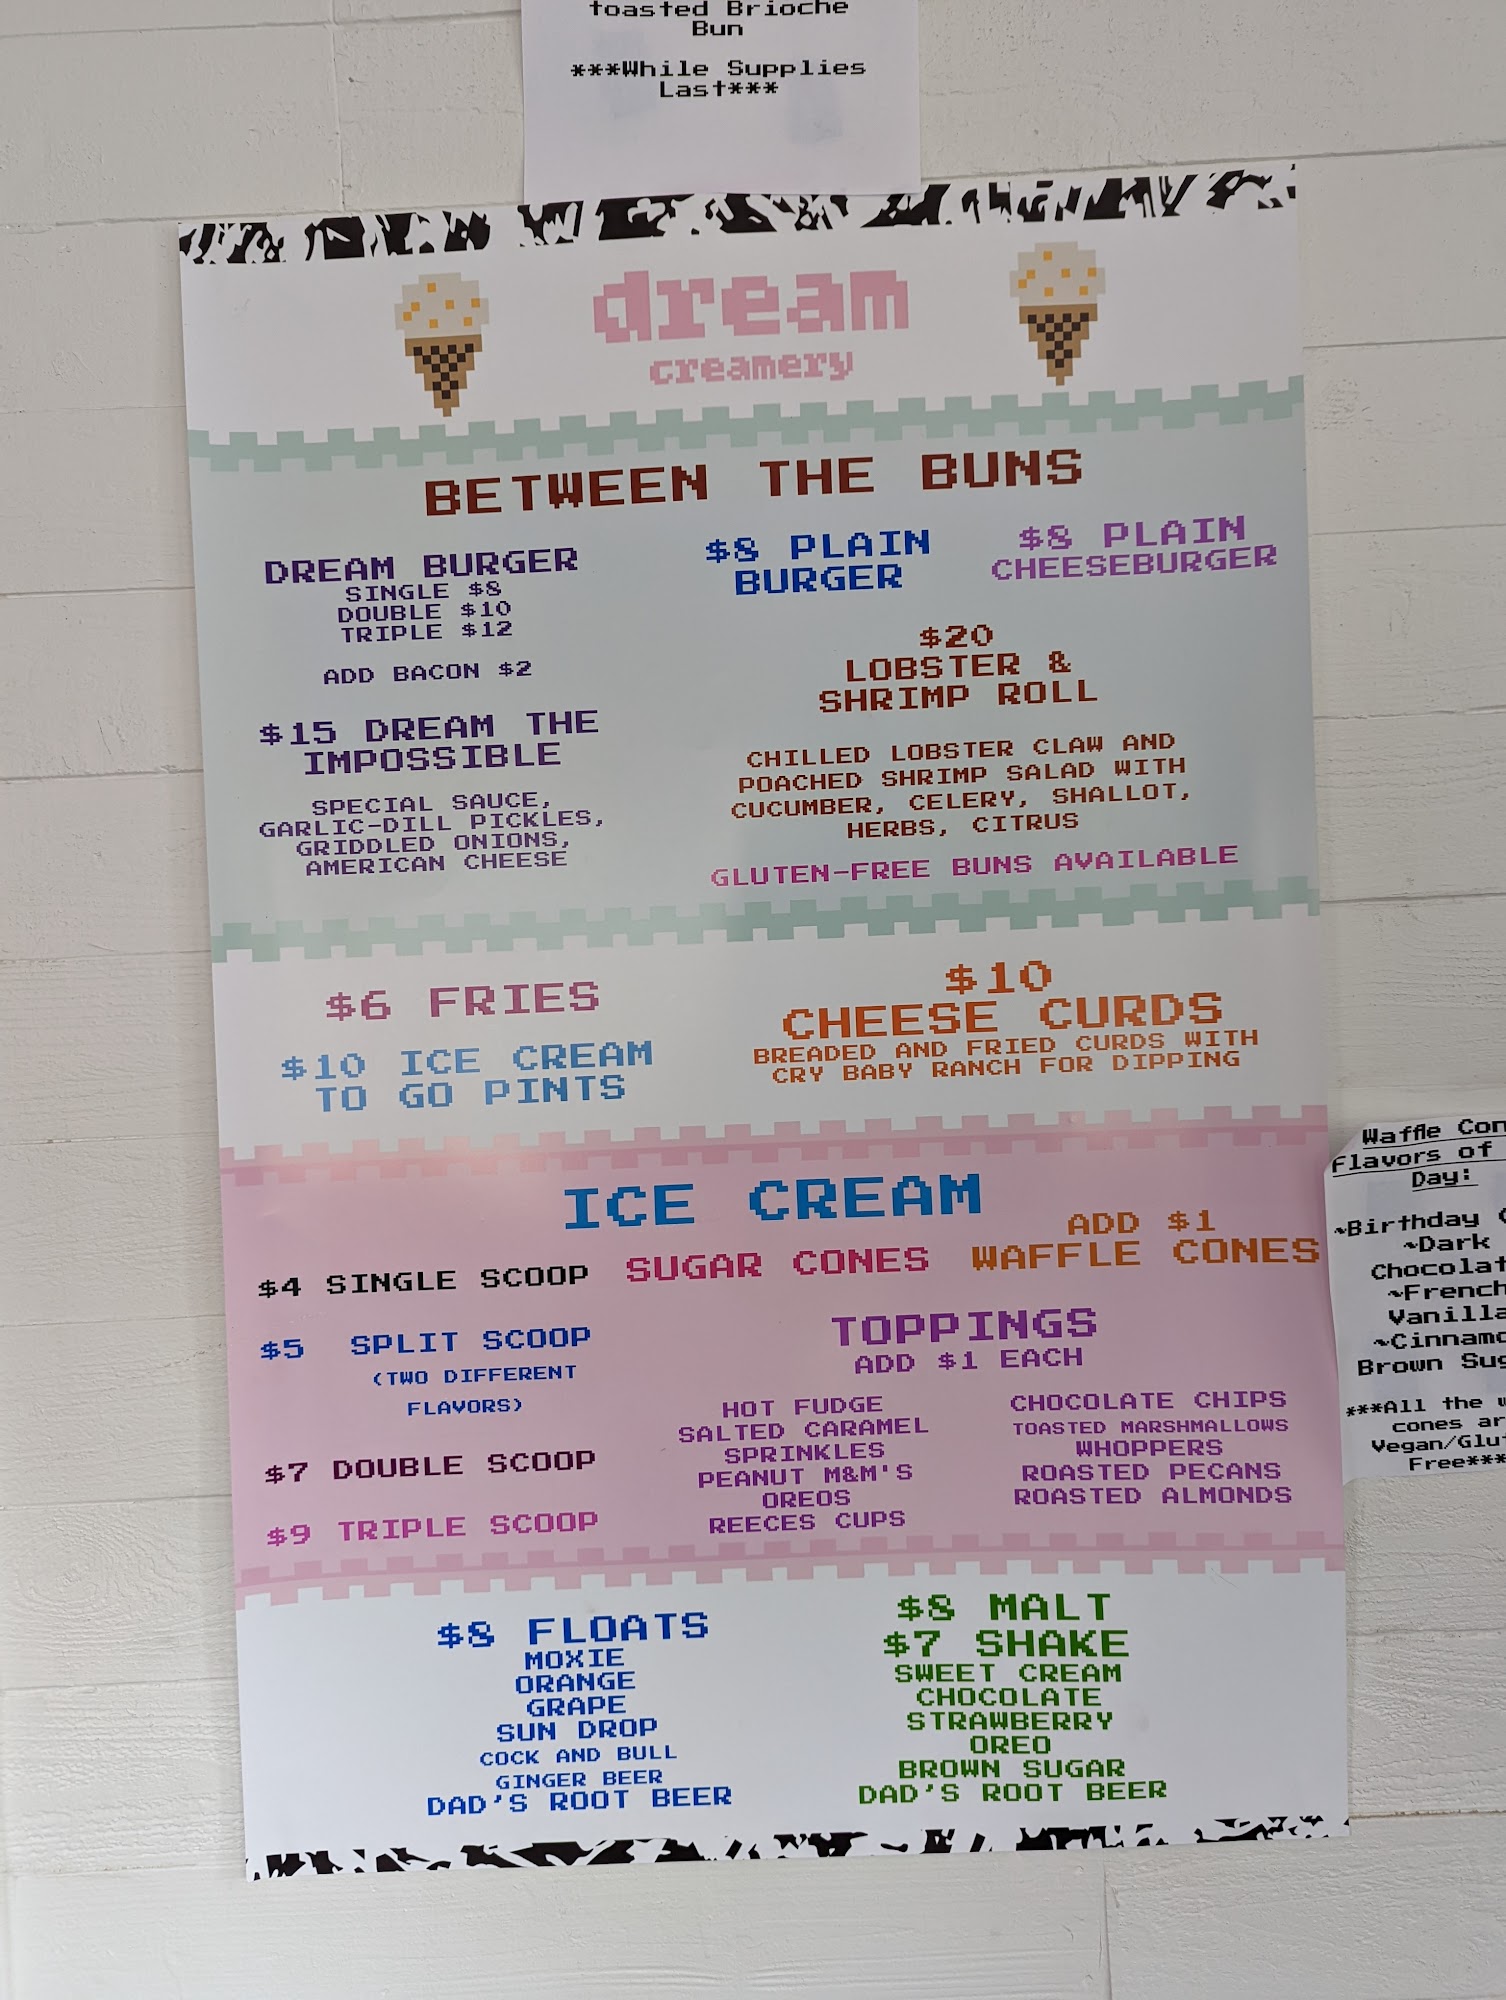 toasted Brioche
Bun
***While Supplies
Last***
dream
creamery
BETWEEN THE BUNS
DREAM BURGER
SINGLE $8
DOUBLE $10
TRIPLE $12
ADD BACON $2
$15 DREAM THE
IMPOSSIBLE
SPECIAL SAUCE,
GARLIC-DILL PICKLES,
GRIDDLED ONIONS,
AMERICAN CHEESE
$8 PLAIN
BURGER
$8 PLAIN
CHEESEBURGER
$20
LOBSTER &
SHRIMP ROLL
CHILLED LOBSTER CLAW AND
POACHED SHRIMP SALAD WITH
CUCUMBER, CELERY, SHALLOT,
HERBS, CITRUS
GLUTEN-FREE BUNS AVAILABLE
$6 FRIES
$10 ICE CREAM
TO GO PINTS
$10
CHEESE CURDS
BREADED AND FRIED CURDS WITH
CRY BABY RANCH FOR DIPPING
ICE CREAM
$4 SINGLE SCOOP
$5 SPLIT SCOOP
(TWO DIFFERENT
FLAVORS)
$7 DOUBLE SCOOP
$9 TRIPLE SCOOP
SUGAR CONES
ADD $1
WAFFLE CONES
TOPPINGS
ADD $1 EACH
HOT FUDGE
SALTED CARAMEL
SPRINKLES
PEANUT M&M'S
OREOS
REECES CUPS
CHOCOLATE CHIPS
TOASTED MARSHMALLOWS
WHOPPERS
ROASTED PECANS
ROASTED ALMONDS
$8 FLOATS
MOXIE
ORANGE
GRAPE
SUN DROP
COCK AND BULL
GINGER BEER
DAD'S ROOT BEER
$8 MALT
$7 SHAKE
SWEET CREAM
CHOCOLATE
STRAWBERRY
OREO
BROWN SUGAR
DAD'S ROOT BEER
Waffle
Flavors of
Day:
~Birthday
~Dark
~French
Vanilla
Brown
***All the
cones
Free***